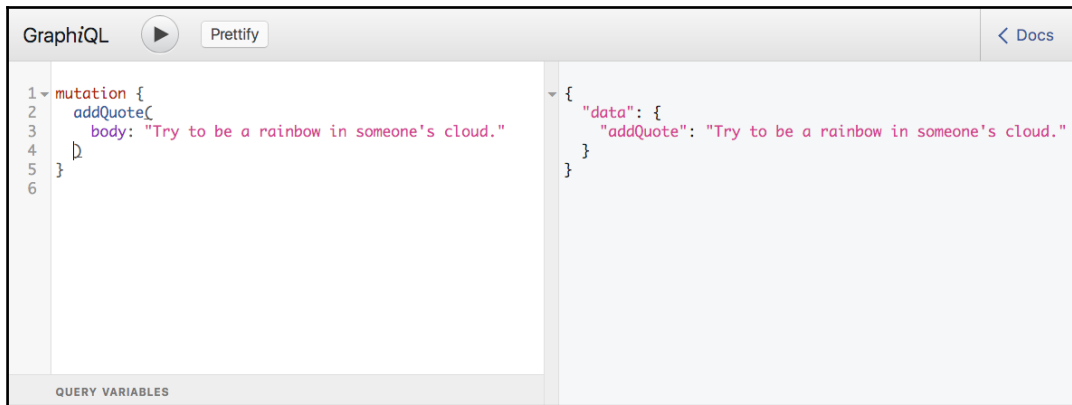 GraphiQL
Prettify
< Docs
1 mutation {
2   addQuote(
3     body: "Try to be a rainbow in someone's cloud."
4   )
5 }
6
{
  "data": {
    "addQuote": "Try to be a rainbow in someone's cloud."
  }
}
QUERY VARIABLES